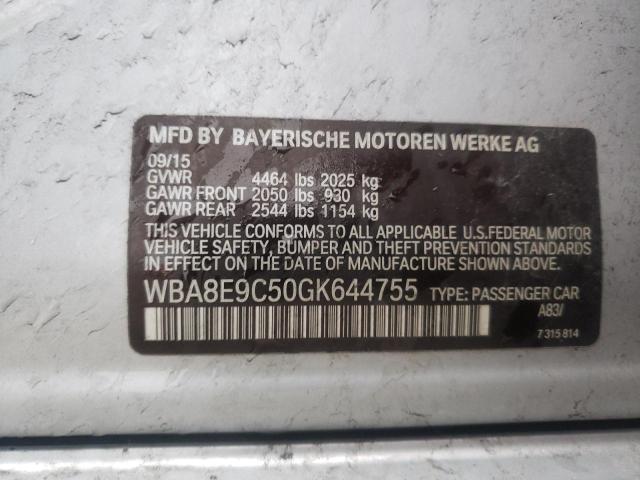 MFD BY BAYERISCHE MOTOREN WERKE AG
09/15
GVWR 4464 lbs 2025 kg
GAWR FRONT 2050 lbs 930 kg
GAWR REAR 2544 lbs 1154 kg
THIS VEHICLE CONFORMS TO ALL APPLICABLE U.S.FEDERAL MOTOR
VEHICLE SAFETY, BUMPER AND THEFT PREVENTION STANDARDS
IN EFFECT ON THE DATE OF MANUFACTURE SHOWN ABOVE.
WBA8E9C50GK644755 TYPE: PASSENGER CAR
A83/
7 315 814